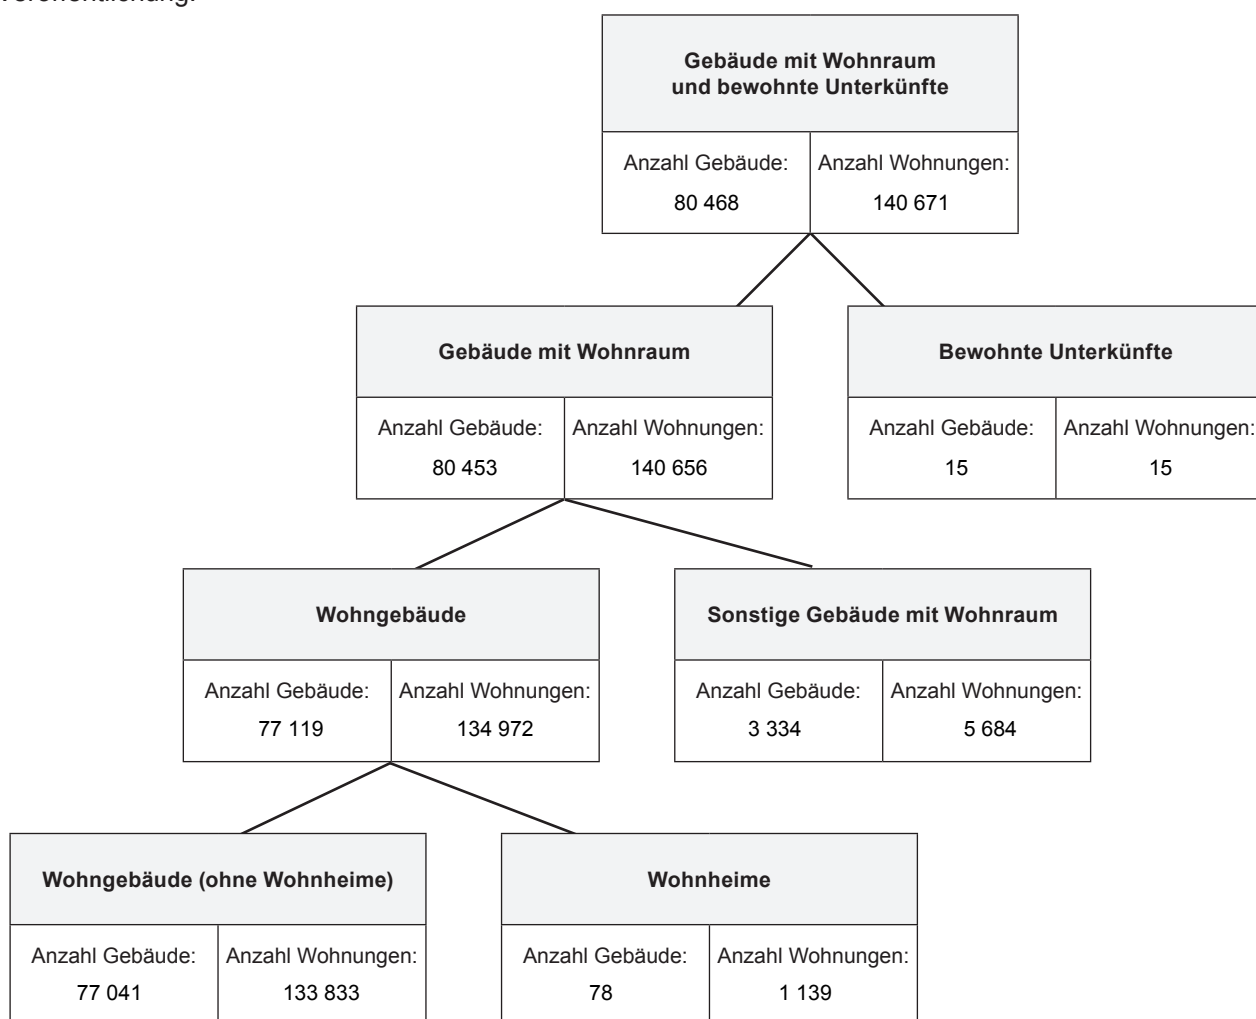 Veröffentlichung.
Gebäude mit Wohnraum
und bewohnte Unterkünfte
Anzahl Gebäude:
80 468
Anzahl Wohnungen:
140 671
Gebäude mit Wohnraum
Anzahl Gebäude:
80 453
Anzahl Wohnungen:
140 656
Bewohnte Unterkünfte
Anzahl Gebäude:
15
Anzahl Wohnungen:
15
Wohngebäude
Anzahl Gebäude:
77 119
Anzahl Wohnungen:
134 972
Sonstige Gebäude mit Wohnraum
Anzahl Gebäude:
3 334
Anzahl Wohnungen:
5 684
Wohngebäude (ohne Wohnheime)
Anzahl Gebäude:
77 041
Anzahl Wohnungen:
133 833
Wohnheime
Anzahl Gebäude:
78
Anzahl Wohnungen:
1 139